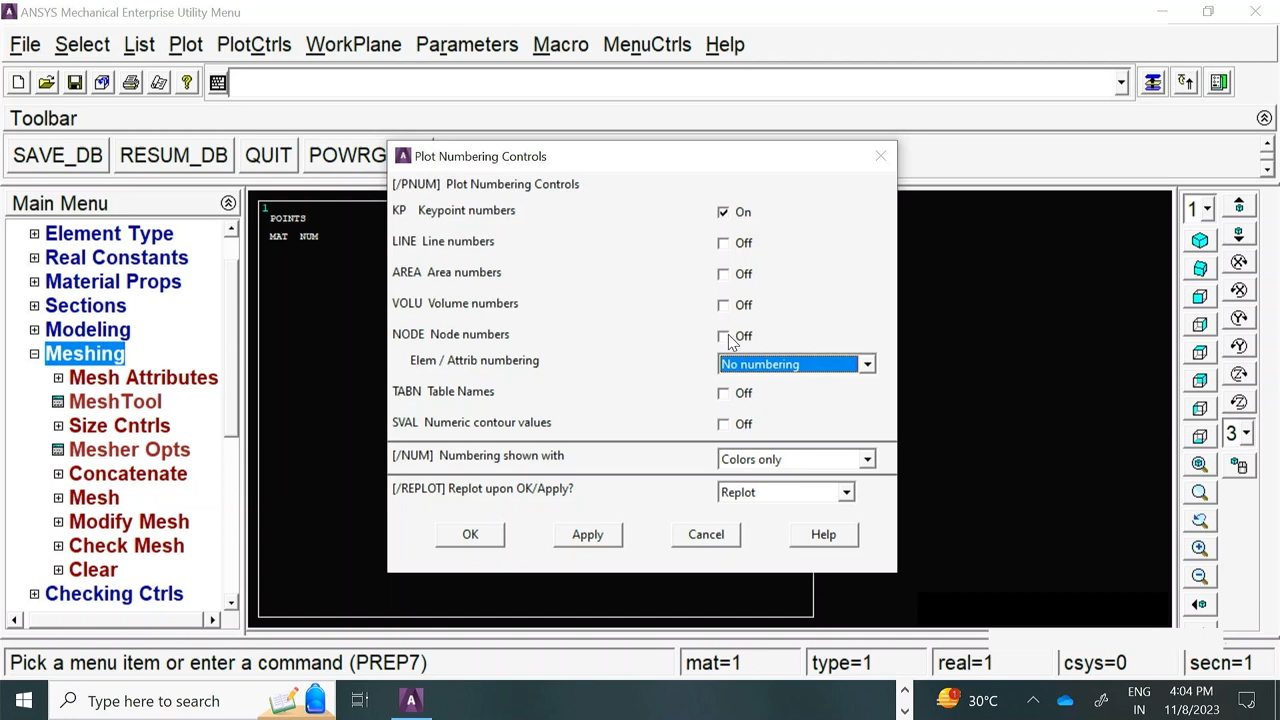 ANSYS Mechanical Enterprise Utility Menu
File Select List Plot PlotCtrls WorkPlane Parameters Macro MenuCtrls Help
Toolbar
SAVE_DB RESUM_DB QUIT POWRG
Main Menu
Element Type
Real Constants
Material Props
Sections
Modeling
Meshing
Mesh Attributes
MeshTool
Size Cntrls
Mesher Opts
Concatenate
Mesh
Modify Mesh
Check Mesh
Clear
Checking Ctrls
1
POINTS
MAT NUM
Plot Numbering Controls
[/PNUM] Plot Numbering Controls
KP Keypoint numbers On
LINE Line numbers Off
AREA Area numbers Off
VOLU Volume numbers Off
NODE Node numbers Off
Elem / Attrib numbering No numbering
TABN Table Names Off
SVAL Numeric contour values Off
[/NUM] Numbering shown with Colors only
[/REPLOT] Replot upon OK/Apply? Replot
OK Apply Cancel Help
1
3
Pick a menu item or enter a command (PREP7) mat=1 type=1 real=1 csys=0 secn=1
Type here to search
30°C
ENG
IN
4:04 PM
11/8/2023